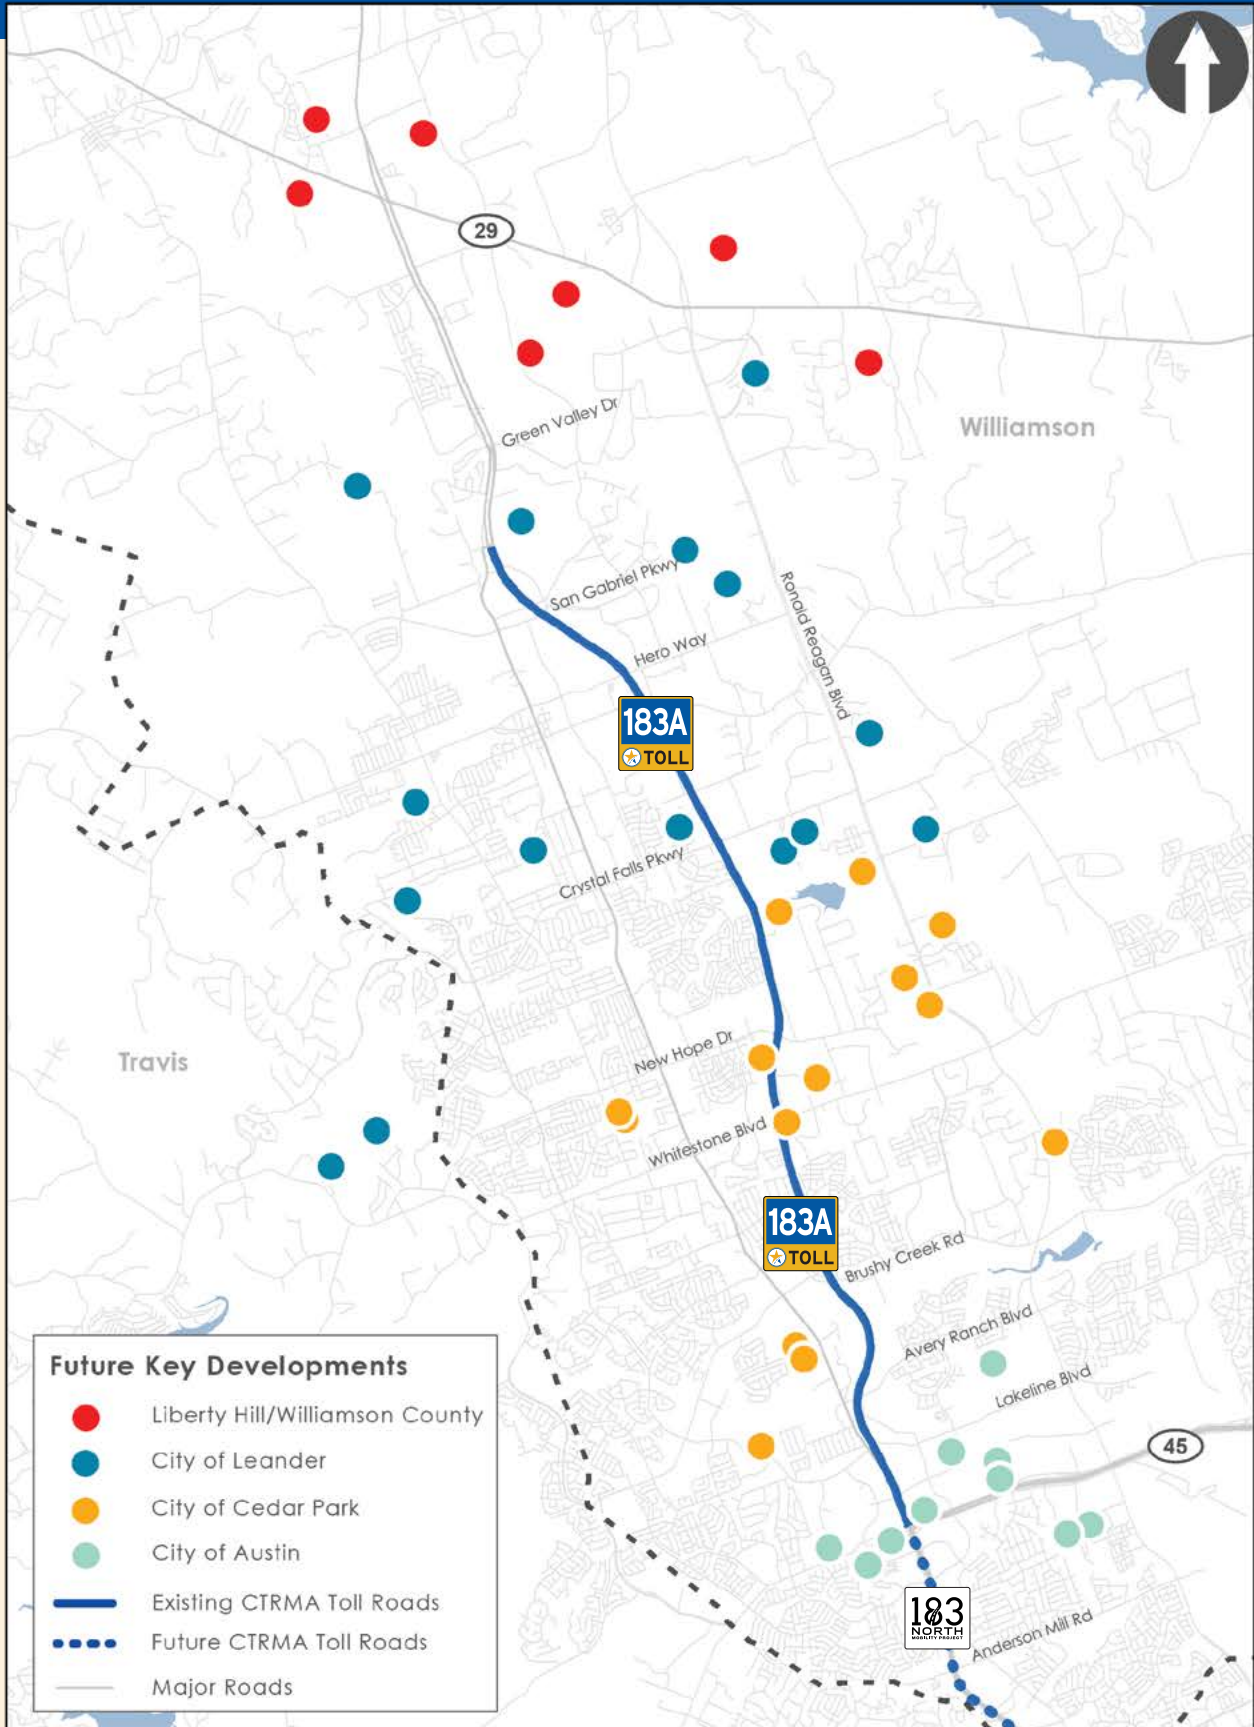 29
Green Valley Dr
Williamson
San Gabriel Pkwy
Ronald Reagan Blvd
Hero Way
183A
TOLL
Crystal Falls Pkwy
New Hope Dr
Travis
Whitestone Blvd
183A
TOLL
Brushy Creek Rd
Avery Ranch Blvd
Lakeline Blvd
45
183
NORTH
MOBILITY PROJECT
Anderson Mill Rd
Future Key Developments
Liberty Hill/Williamson County
City of Leander
City of Cedar Park
City of Austin
Existing CTRMA Toll Roads
Future CTRMA Toll Roads
Major Roads